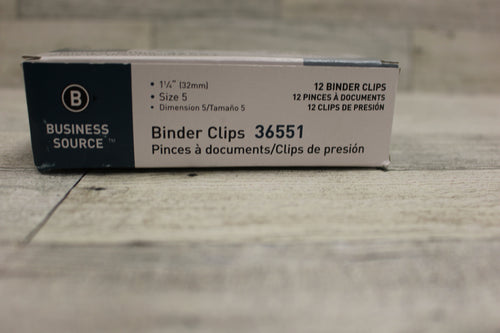 B
BUSINESS
SOURCE™
• 1¼" (32mm)
• Size 5
• Dimension 5/Tamaño 5
12 BINDER CLIPS
12 PINCES À DOCUMENTS
12 CLIPS DE PRESIÓN
Binder Clips 36551
Pinces à documents/Clips de presión